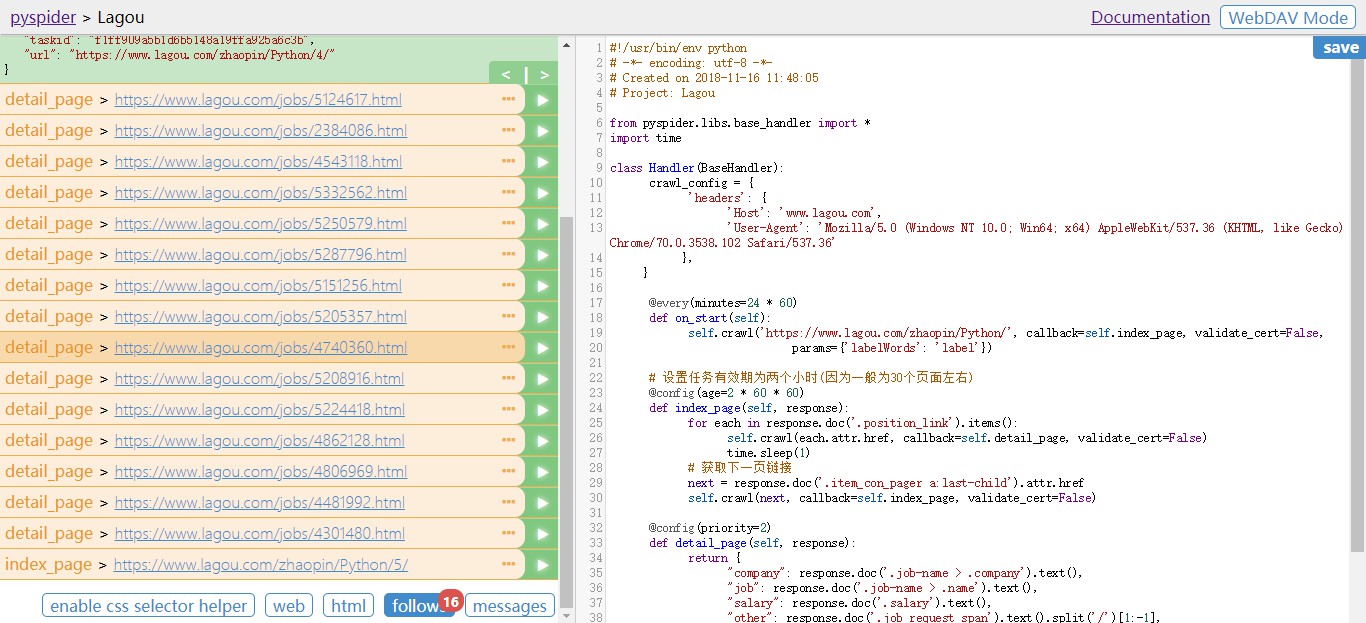 pyspider > Lagou
Documentation
WebDAV Mode
"taskid": "f1ff909a5b1d6b5148a19ffa925a6c3b",
"url": "https://www.lagou.com/zhaopin/Python/4/"
}
< | >
detail_page > https://www.lagou.com/jobs/5124617.html
detail_page > https://www.lagou.com/jobs/2384086.html
detail_page > https://www.lagou.com/jobs/4543118.html
detail_page > https://www.lagou.com/jobs/5332562.html
detail_page > https://www.lagou.com/jobs/5250579.html
detail_page > https://www.lagou.com/jobs/5287796.html
detail_page > https://www.lagou.com/jobs/5151256.html
detail_page > https://www.lagou.com/jobs/5205357.html
detail_page > https://www.lagou.com/jobs/4740360.html
detail_page > https://www.lagou.com/jobs/5208916.html
detail_page > https://www.lagou.com/jobs/5224418.html
detail_page > https://www.lagou.com/jobs/4862128.html
detail_page > https://www.lagou.com/jobs/4806969.html
detail_page > https://www.lagou.com/jobs/4481992.html
detail_page > https://www.lagou.com/jobs/4301480.html
index_page > https://www.lagou.com/zhaopin/Python/5/
enable css selector helper
web
html
follows
16
messages
save
1 #!/usr/bin/env python
2 # -*- encoding: utf-8 -*-
3 # Created on 2018-11-16 11:48:05
4 # Project: Lagou
5
6 from pyspider.libs.base_handler import *
7 import time
8
9 class Handler(BaseHandler):
10 crawl_config = {
11 'headers': {
12 'Host': 'www.lagou.com',
13 'User-Agent': 'Mozilla/5.0 (Windows NT 10.0; Win64; x64) AppleWebKit/537.36 (KHTML, like Gecko)
Chrome/70.0.3538.102 Safari/537.36'
14 },
15 }
16
17 @every(minutes=24 * 60)
18 def on_start(self):
19 self.crawl('https://www.lagou.com/zhaopin/Python/', callback=self.index_page, validate_cert=False,
20 params={'labelWords': 'label'})
21
22 # 设置任务有效期为两个小时(因为一般为30个页面左右)
23 @config(age=2 * 60 * 60)
24 def index_page(self, response):
25 for each in response.doc('.position_link').items():
26 self.crawl(each.attr.href, callback=self.detail_page, validate_cert=False)
27 time.sleep(1)
28 # 获取下一页链接
29 next = response.doc('.item_con_pager a:last-child').attr.href
30 self.crawl(next, callback=self.index_page, validate_cert=False)
31
32 @config(priority=2)
33 def detail_page(self, response):
34 return {
35 "company": response.doc('.job-name > .company').text(),
36 "job": response.doc('.job-name > .name').text(),
37 "salary": response.doc('.salary').text(),
38 "other": response.doc('.job_request span').text().split('/')[1:-1],